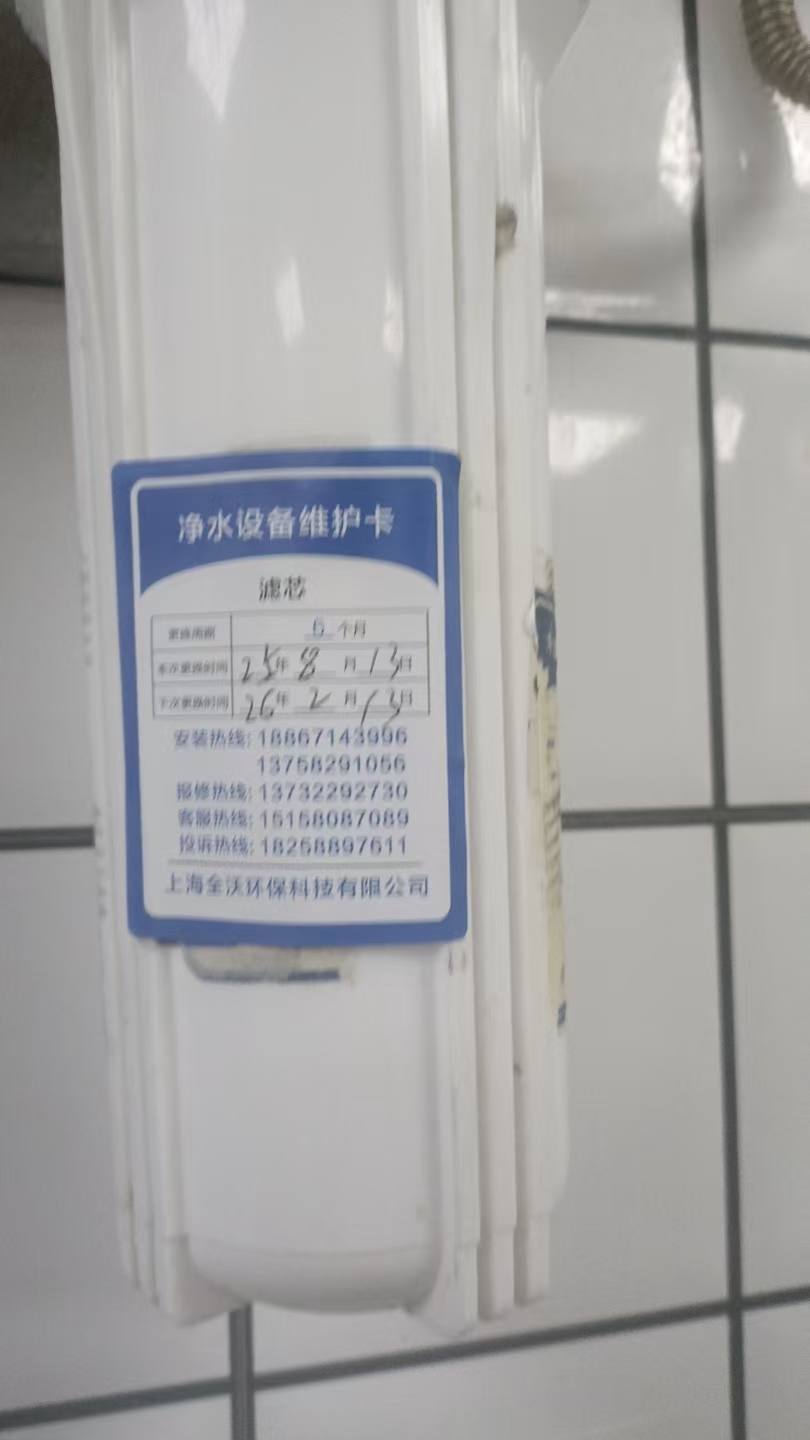 净水设备维护卡
滤芯
更换周期 6 个月
本次更换时间 25年 8 月 13日
下次更换时间 26年 2 月 13日
安装热线: 18867143996
13758291056
报修热线: 13732292730
客服热线: 15158087089
投诉热线: 18258897611
上海全沃环保科技有限公司